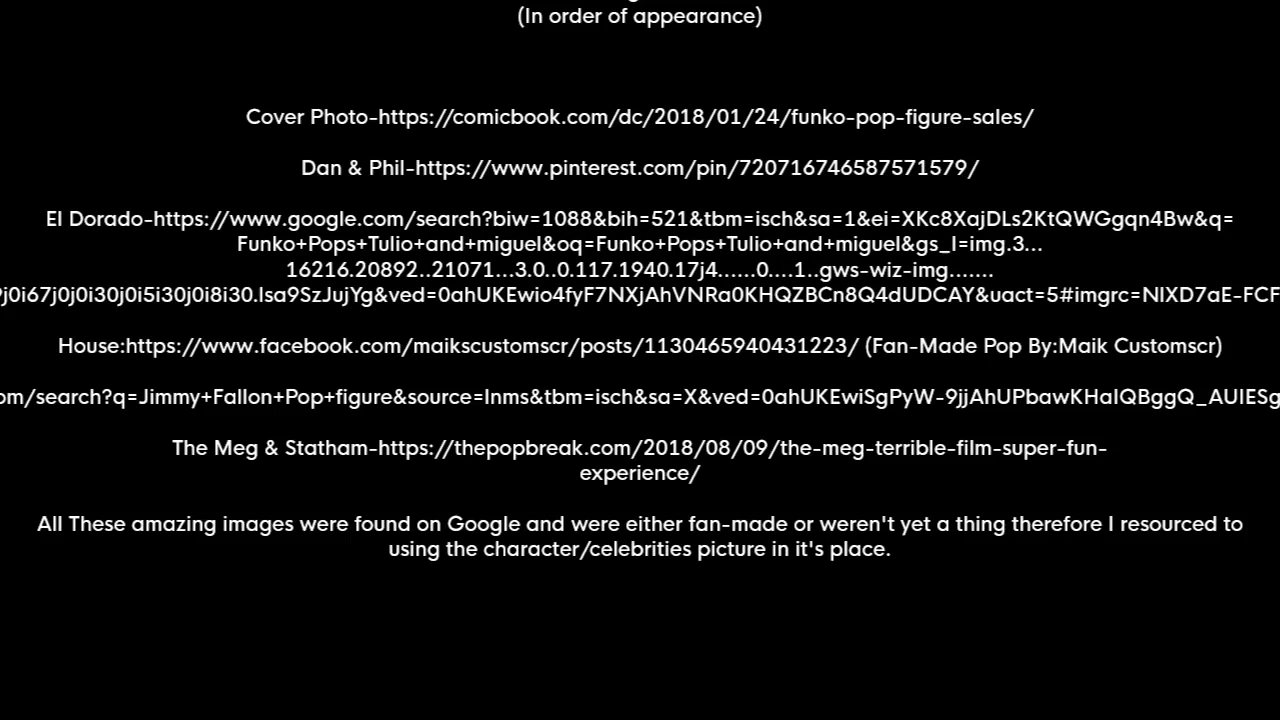 (In order of appearance)
Cover Photo-https://comicbook.com/dc/2018/01/24/funko-pop-figure-sales/
Dan & Phil-https://www.pinterest.com/pin/720716746587571579/
El Dorado-https://www.google.com/search?biw=1088&bih=521&tbm=isch&sa=1&ei=XKc8XajDLs2KtQWGgqn4Bw&q=
Funko+Pops+Tulio+and+miguel&oq=Funko+Pops+Tulio+and+miguel&gs_l=img.3...
16216.20892..21071...3.0..0.117.1940.17j4......0....1..gws-wiz-img.......
j0i67j0j0i30j0i5i30j0i8i30.lsa9SzJujYg&ved=0ahUKEwio4fyF7NXjAhVNRa0KHQZBCn8Q4dUDCAY&uact=5#imgrc=NlXD7aE-FCF
House:https://www.facebook.com/maikscustomscr/posts/1130465940431223/ (Fan-Made Pop By:Maik Customscr)
om/search?q=Jimmy+Fallon+Pop+figure&source=lnms&tbm=isch&sa=X&ved=0ahUKEwiSgPyW-9jjAhUPbawKHaIQBggQ_AUIESg
The Meg & Statham-https://thepopbreak.com/2018/08/09/the-meg-terrible-film-super-fun-
experience/
All These amazing images were found on Google and were either fan-made or weren't yet a thing therefore I resourced to
using the character/celebrities picture in it's place.